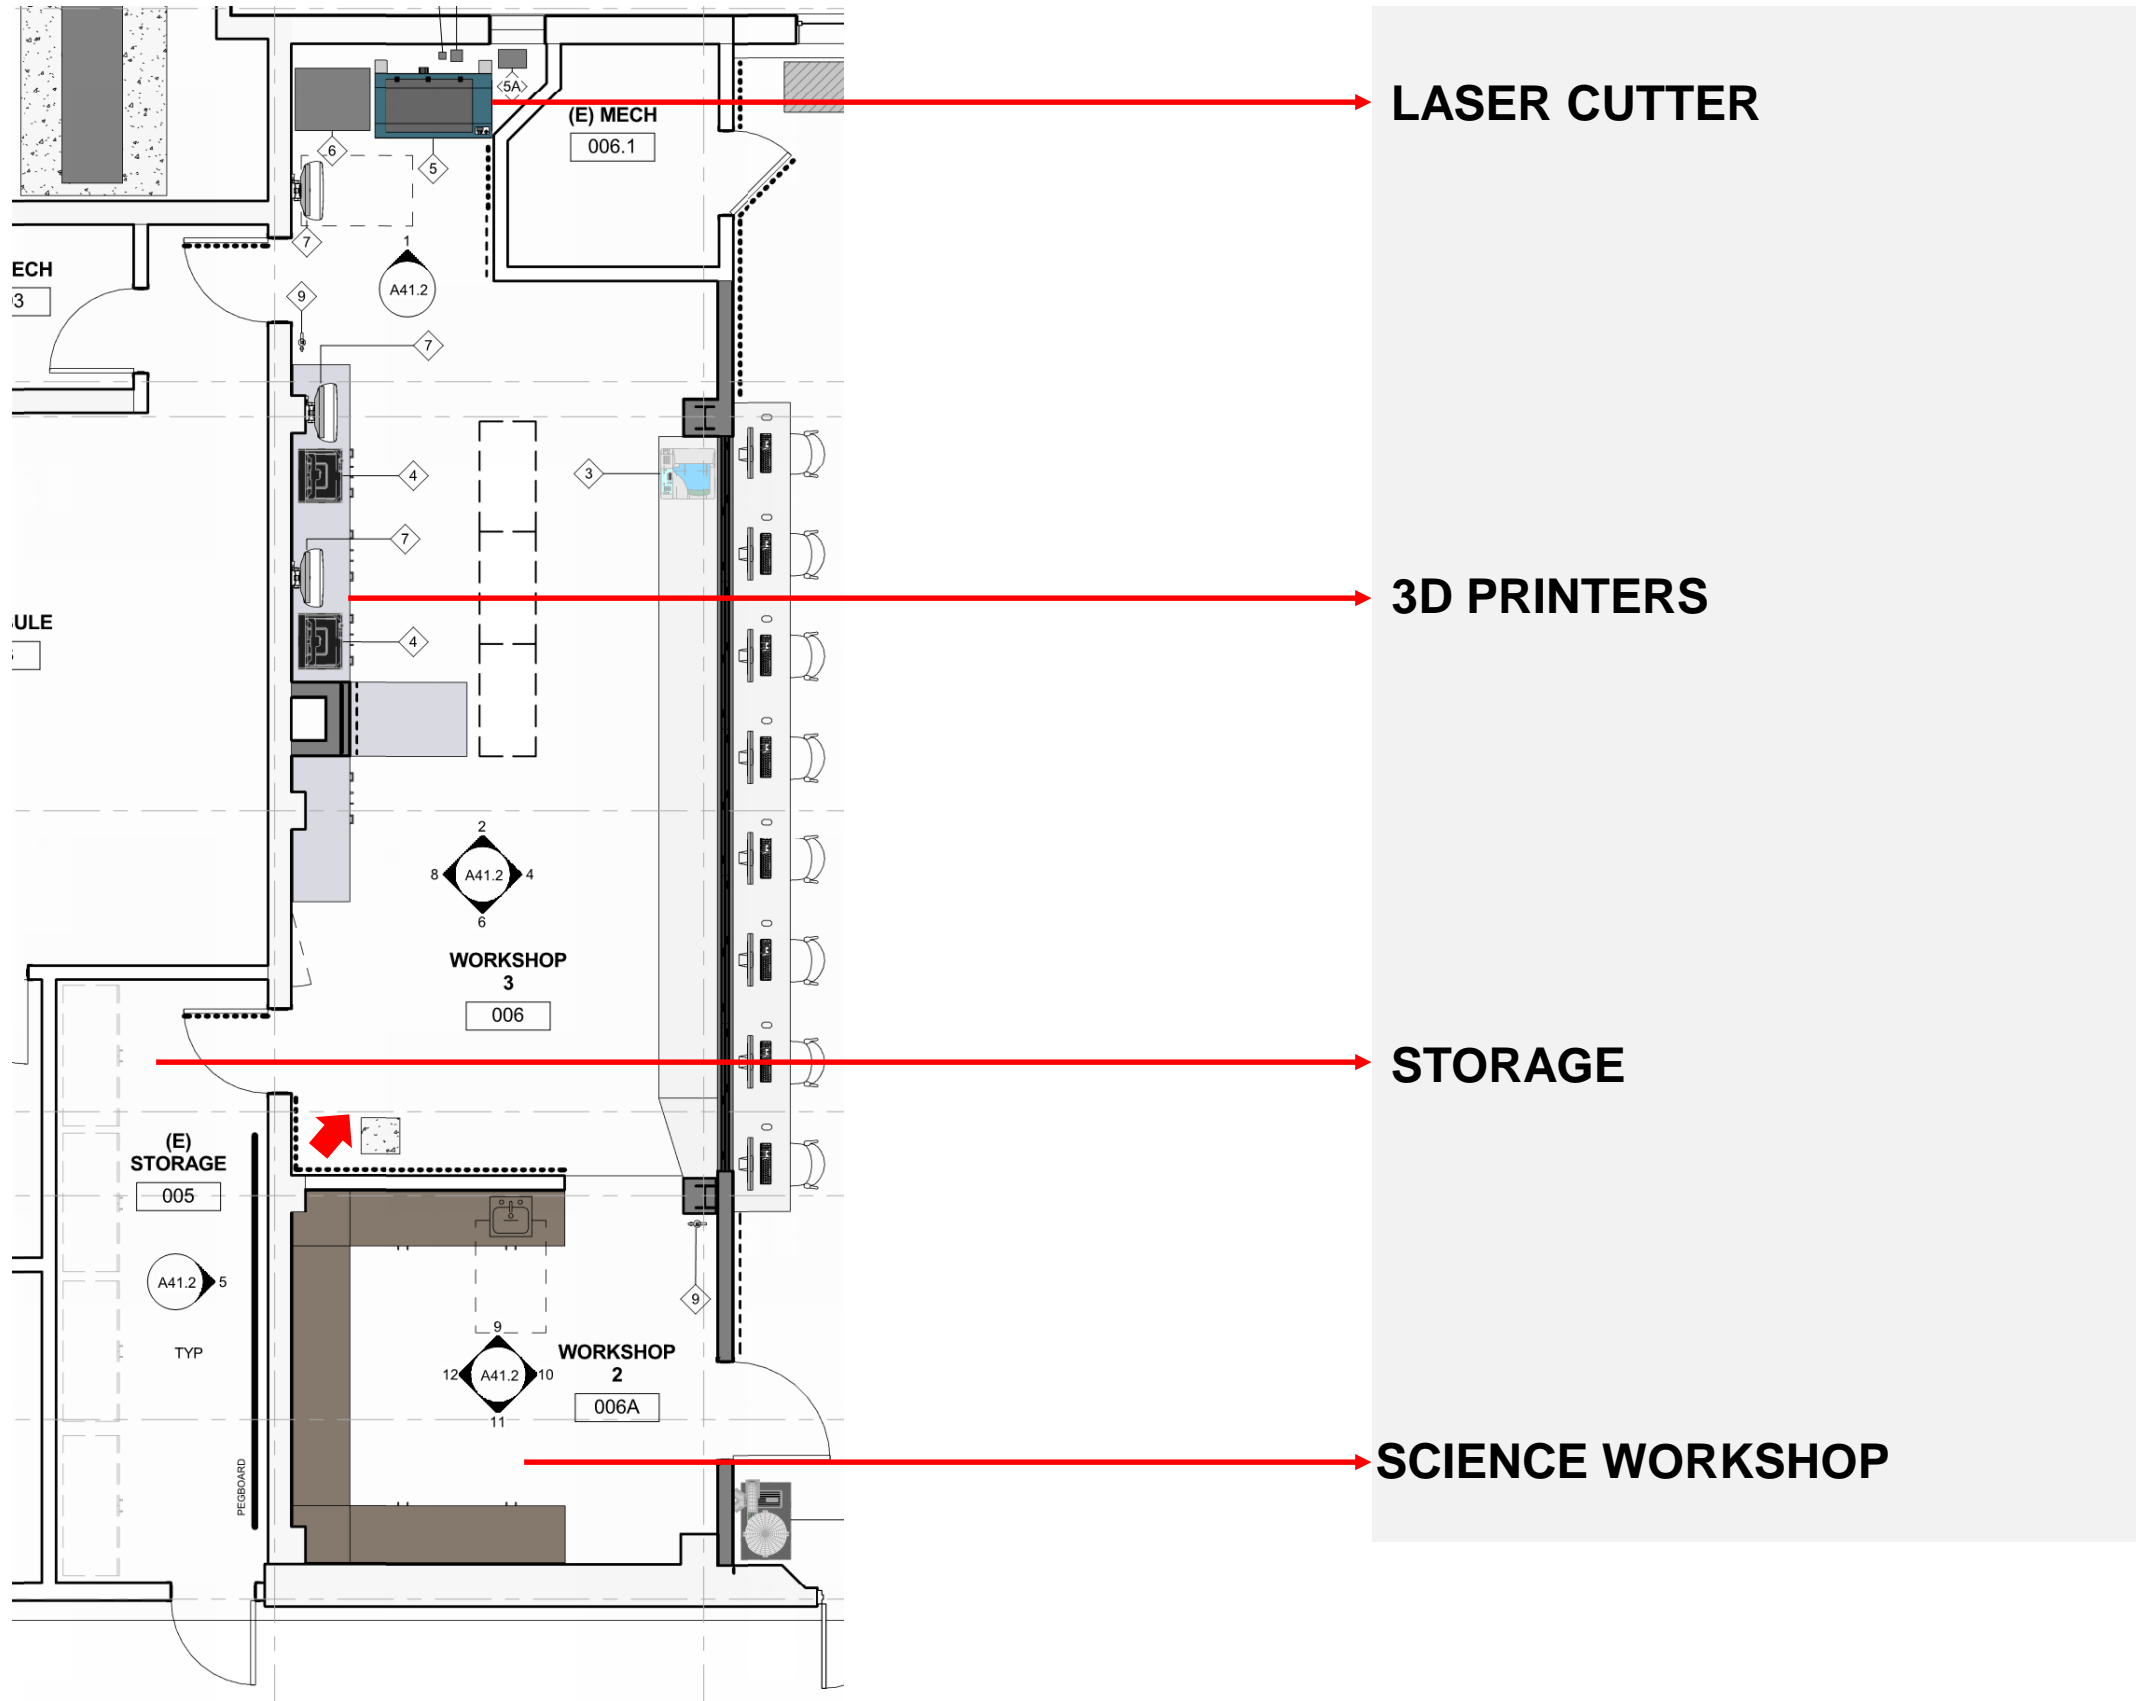 5A
LASER CUTTER
(E) MECH
006.1
6
5
7
1
A41.2
ECH
03
9
7
4
3
7
3D PRINTERS
ULE
4
2
8
A41.2
4
6
WORKSHOP
3
006
STORAGE
(E)
STORAGE
005
A41.2
5
9
TYP
9
WORKSHOP
2
12
A41.2
10
006A
11
SCIENCE WORKSHOP
PEGBOARD